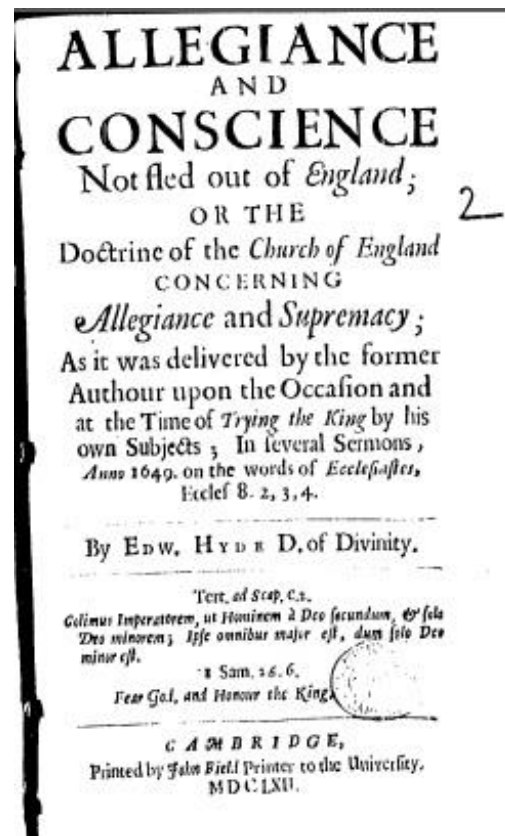 ALLEGIANCE
AND
CONSCIENCE
Not fled out of England;
OR THE
Doctrine of the Church of England
CONCERNING
Allegiance and Supremacy;
As it was delivered by the former
Authour upon the Occaſion and
at the Time of Trying the King by his
own Subjects; In ſeveral Sermons,
Anno 1649. on the words of Eccleſiaſtes,
Eccleſ 8. 2, 3, 4.
By EDW. HYDE D. of Divinity.
Tert. ad Scap. c.2.
Colimus Imperatorem, ut Hominem à Deo ſecundum, & ſolo
Deo minorem; Ipſe omnibus major eſt, dum ſolo Deo
minor eſt.
1 Sam. 26.6.
Fear God, and Honour the King.
CAMBRIDGE,
Printed by John Field Printer to the Univerſity.
MDCLXII.
2